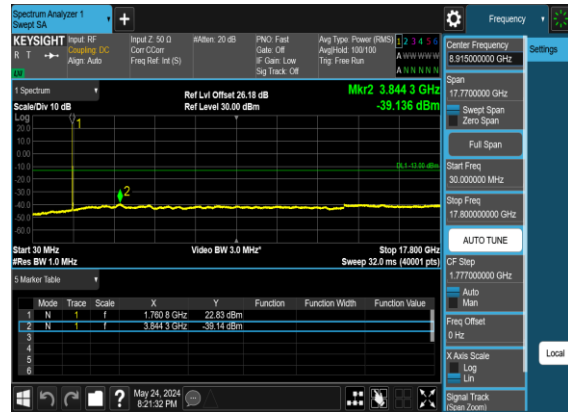 Spectrum Analyzer 1
Swept SA
Frequency
KEYSIGHT
R T
LW
Input: RF
Coupling: DC
Align: Auto
Input Z: 50 Ω
Corr CCorr
Freq Ref: Int (S)
#Atten: 20 dB
PNO: Fast
Gate: Off
IF Gain: Low
Sig Track: Off
Avg Type: Power (RMS)
Avg|Hold: 100/100
Trig: Free Run
1 2 3 4 5 6
A W W W W W
A N N N N N
1 Spectrum
Scale/Div 10 dB
Ref Lvl Offset 26.18 dB
Ref Level 30.00 dBm
Mkr2 3.844 3 GHz
-39.136 dBm
Log
20.0
10.0
0.00
-10.0
-20.0
-30.0
-40.0
-50.0
-60.0
1
2
DL1 -13.00 dBm
Start 30 MHz
#Res BW 1.0 MHz
Video BW 3.0 MHz*
Stop 17.800 GHz
Sweep 32.0 ms (40001 pts)
5 Marker Table
Mode Trace Scale X Y Function Function Width Function Value
1 N 1 f 1.760 8 GHz 22.83 dBm
2 N 1 f 3.844 3 GHz -39.14 dBm
3
4
5
6
May 24, 2024
8:21:32 PM
Center Frequency
8.915000000 GHz
Settings
Span
17.7700000 GHz
Swept Span
Zero Span
Full Span
Start Freq
30.000000 MHz
Stop Freq
17.800000000 GHz
AUTO TUNE
CF Step
1.777000000 GHz
Auto
Man
Freq Offset
0 Hz
X Axis Scale
Log
Lin
Local
Signal Track
(Span Zoom)